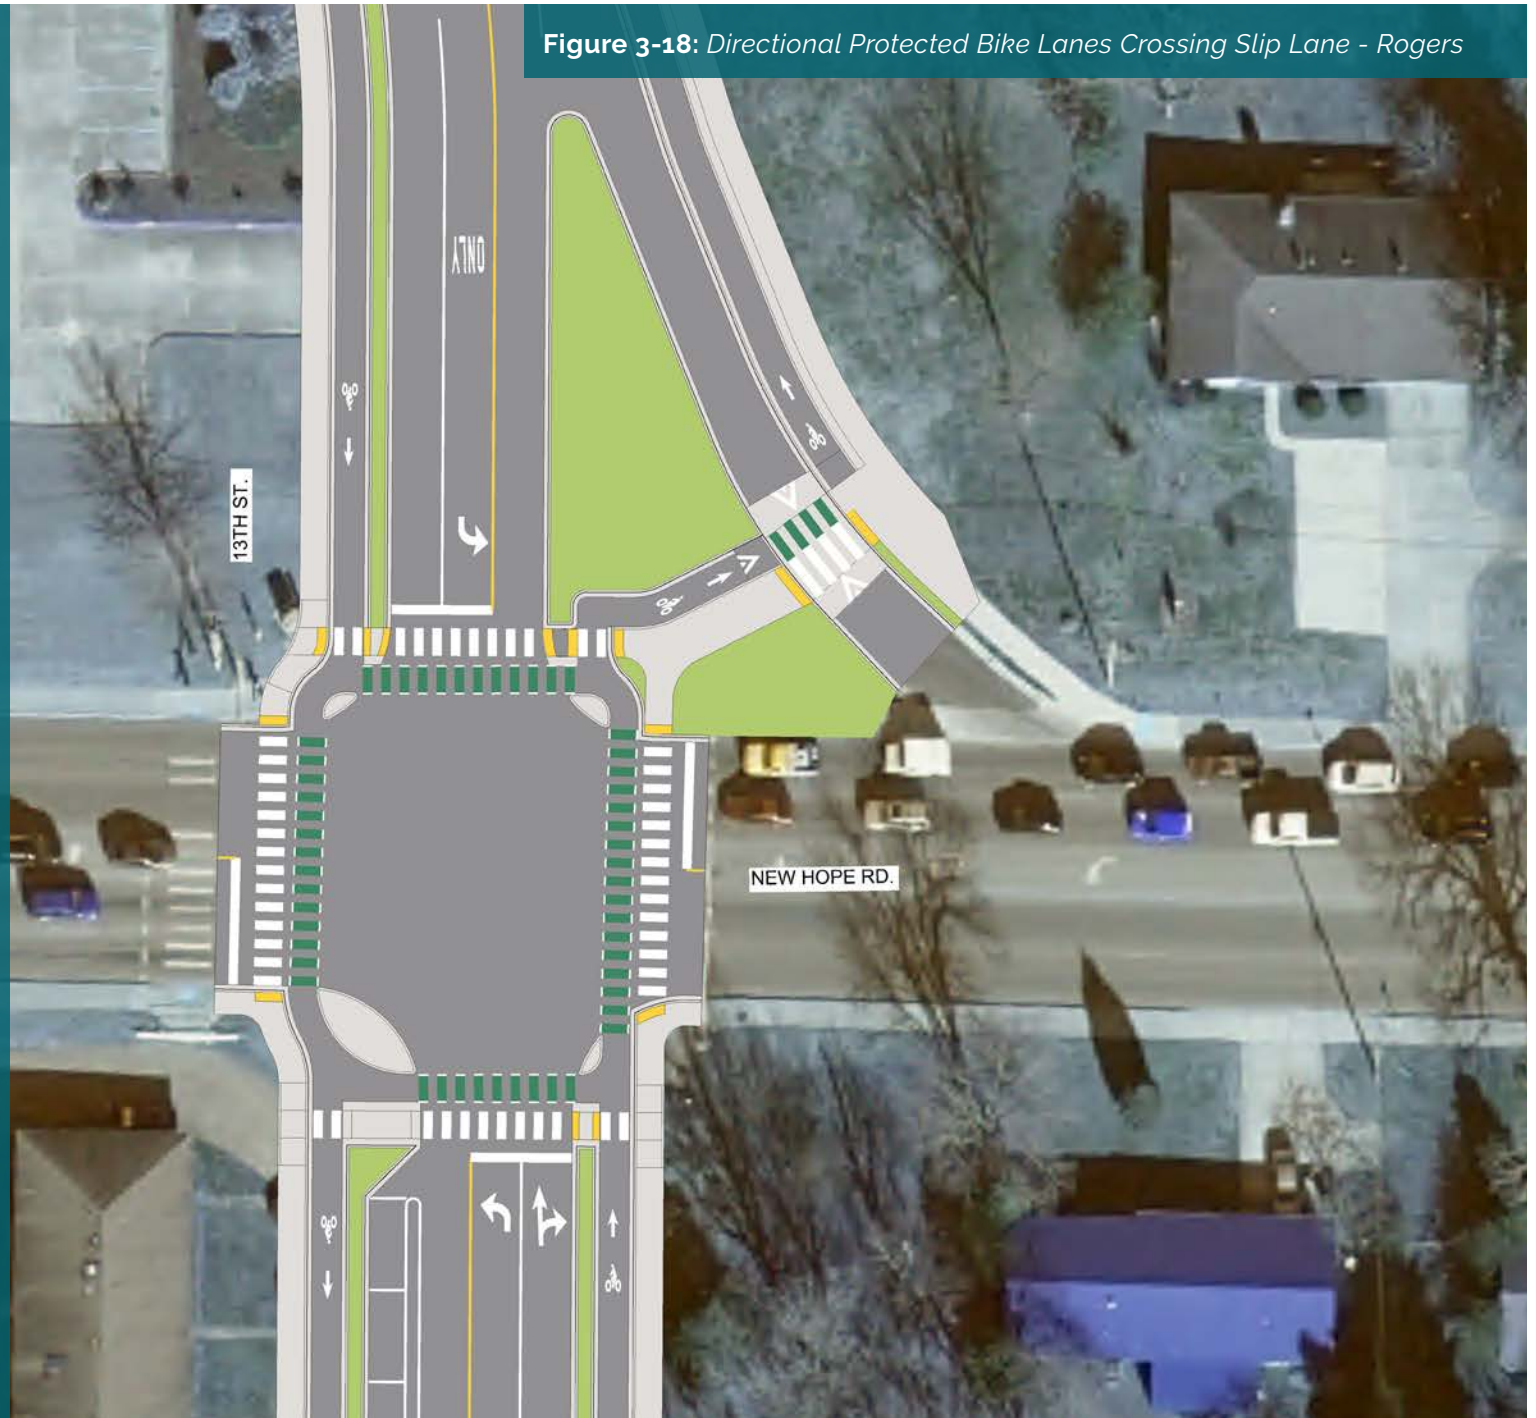 Figure 3-18: Directional Protected Bike Lanes Crossing Slip Lane - Rogers
ONLY
13TH ST.
NEW HOPE RD.